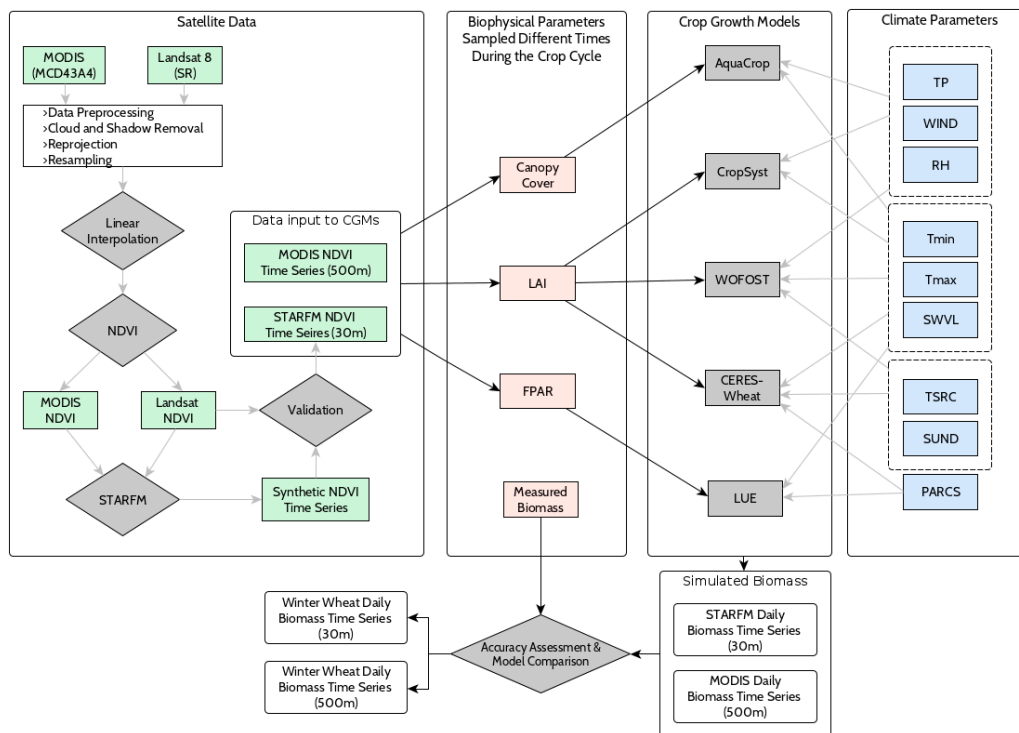 Satellite Data
MODIS
(MCD43A4)
Landsat 8
(SR)
›Data Preprocessing
›Cloud and Shadow Removal
›Reprojection
›Resampling
Linear
Interpolation
NDVI
MODIS
NDVI
Landsat
NDVI
STARFM
Synthetic NDVI
Time Series
Validation
Data input to CGMs
MODIS NDVI
Time Series (500m)
STARFM NDVI
Time Seires (30m)
Biophysical Parameters
Sampled Different Times
During the Crop Cycle
Canopy
Cover
LAI
FPAR
Measured
Biomass
Crop Growth Models
AquaCrop
CropSyst
WOFOST
CERES-
Wheat
LUE
Climate Parameters
TP
WIND
RH
Tmin
Tmax
SWVL
TSRC
SUND
PARCS
Simulated Biomass
STARFM Daily
Biomass Time Series
(30m)
MODIS Daily
Biomass Time Series
(500m)
Accuracy Assessment &
Model Comparison
Winter Wheat Daily
Biomass Time Series
(30m)
Winter Wheat Daily
Biomass Time Series
(500m)